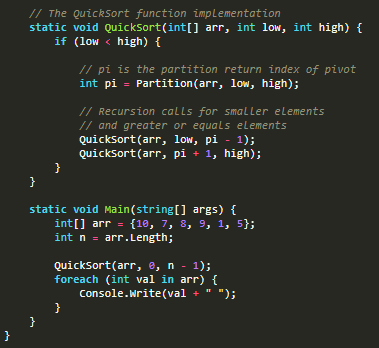 // The QuickSort function implementation
static void QuickSort(int[] arr, int low, int high) {
if (low < high) {
// pi is the partition return index of pivot
int pi = Partition(arr, low, high);
// Recursion calls for smaller elements
// and greater or equals elements
QuickSort(arr, low, pi - 1);
QuickSort(arr, pi + 1, high);
}
}
static void Main(string[] args) {
int[] arr = {10, 7, 8, 9, 1, 5};
int n = arr.Length;
QuickSort(arr, 0, n - 1);
foreach (int val in arr) {
Console.Write(val + " ");
}
}
}